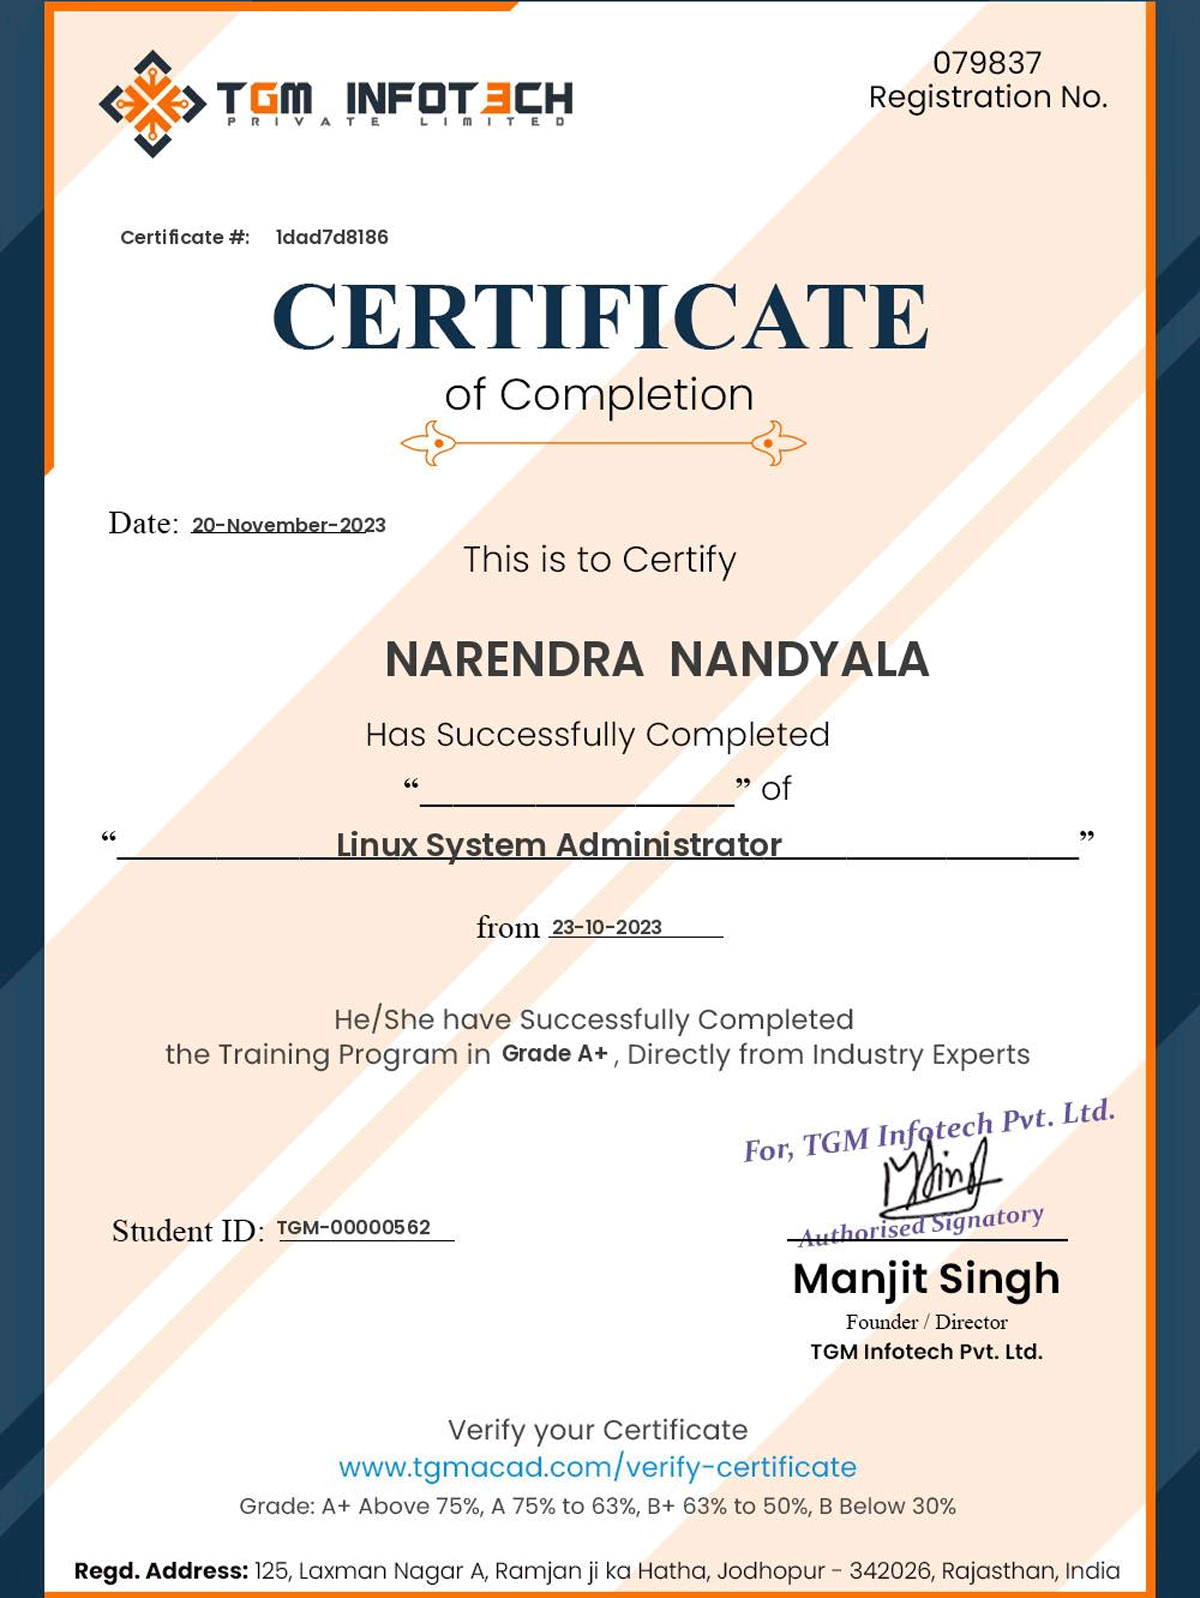 TGM INFOTECH
PRIVATE LIMITED
079837
Registration No.
Certificate #: 1dad7d8186
CERTIFICATE
of Completion
Date: 20-November-2023
This is to Certify
NARENDRA NANDYALA
Has Successfully Completed
“___________________” of
“Linux System Administrator”
from 23-10-2023
He/She have Successfully Completed
the Training Program in Grade A+, Directly from Industry Experts
For, TGM Infotech Pvt. Ltd.
Authorised Signatory
Student ID: TGM-00000562
Manjit Singh
Founder / Director
TGM Infotech Pvt. Ltd.
Verify your Certificate
www.tgmacad.com/verify-certificate
Grade: A+ Above 75%, A 75% to 63%, B+ 63% to 50%, B Below 30%
Regd. Address: 125, Laxman Nagar A, Ramjan ji ka Hatha, Jodhopur - 342026, Rajasthan, India